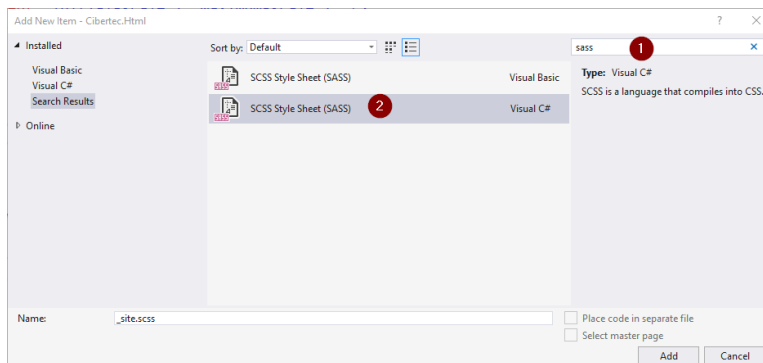 Add New Item - Cibertec.Html ? ×
Installed
Sort by: Default
sass
1
Visual Basic
Visual C#
Search Results
Online
SCSS Style Sheet (SASS) Visual Basic
SCSS Style Sheet (SASS) 2 Visual C#
SASS
SASS
Type: Visual C#
SCSS is a language that compiles into CSS.
Name: _site.scss
Place code in separate file
Select master page
Add Cancel